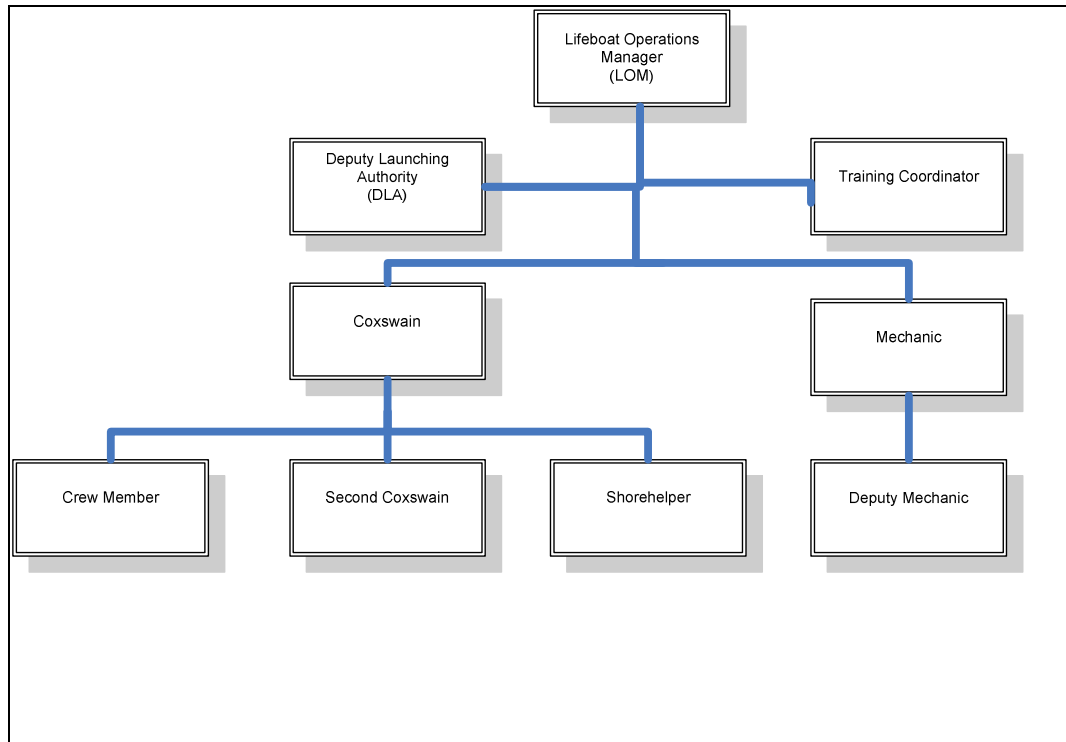 Lifeboat Operations
Manager
(LOM)
Deputy Launching
Authority
(DLA)
Training Coordinator
Coxswain
Mechanic
Crew Member
Second Coxswain
Shorehelper
Deputy Mechanic